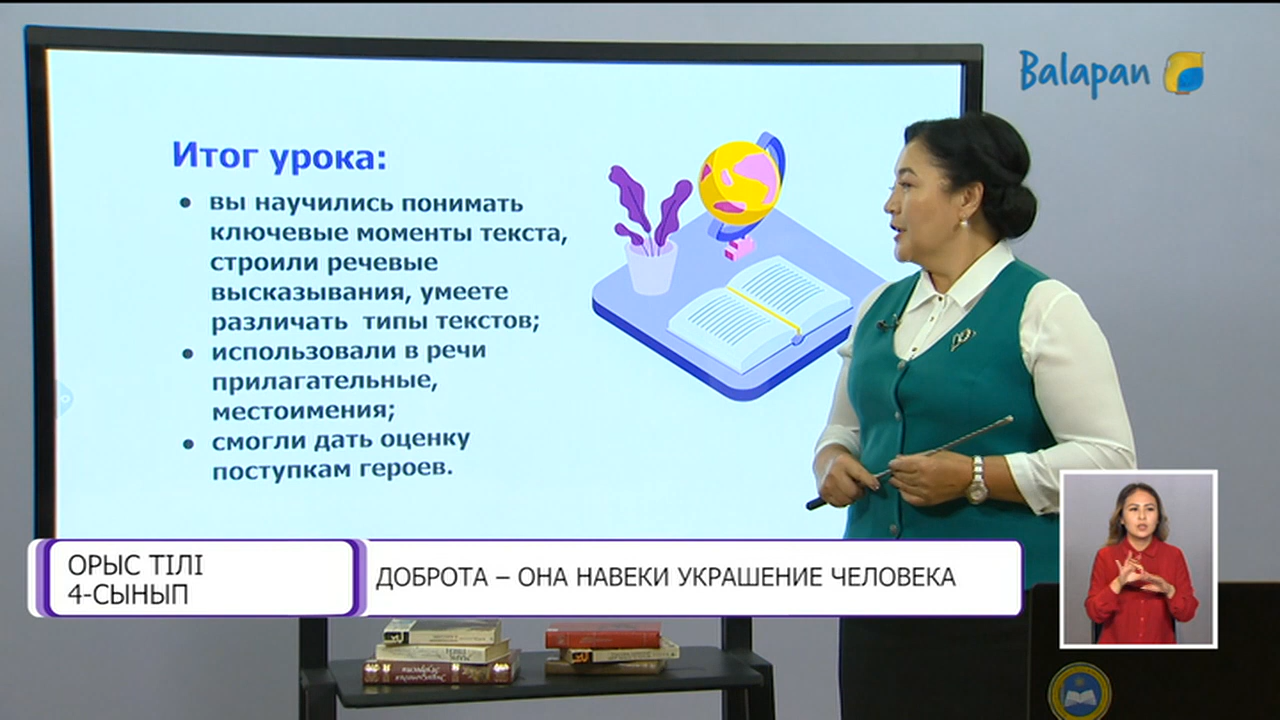 Balapan
Итог урока:
• вы научились понимать
ключевые моменты текста,
строили речевые
высказывания, умеете
различать типы текстов;
• использовали в речи
прилагательные,
местоимения;
• смогли дать оценку
поступкам героев.
ОРЫС ТІЛІ
4-СЫНЫП
ДОБРОТА – ОНА НАВЕКИ УКРАШЕНИЕ ЧЕЛОВЕКА